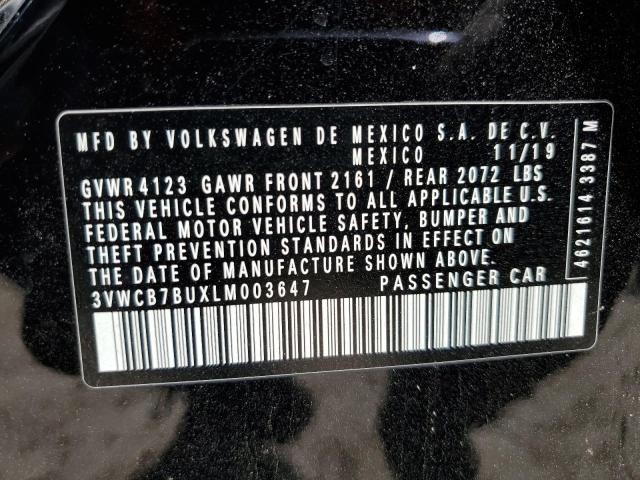 MFD BY VOLKSWAGEN DE MEXICO S.A. DE C.V.
MEXICO 11/19
GVWR 4123 GAWR FRONT 2161 / REAR 2072 LBS
THIS VEHICLE CONFORMS TO ALL APPLICABLE U.S.
FEDERAL MOTOR VEHICLE SAFETY, BUMPER AND
THEFT PREVENTION STANDARDS IN EFFECT ON
THE DATE OF MANUFACTURE SHOWN ABOVE.
3VWCB7BUXLM003647 PASSENGER CAR
4621614 3387 M